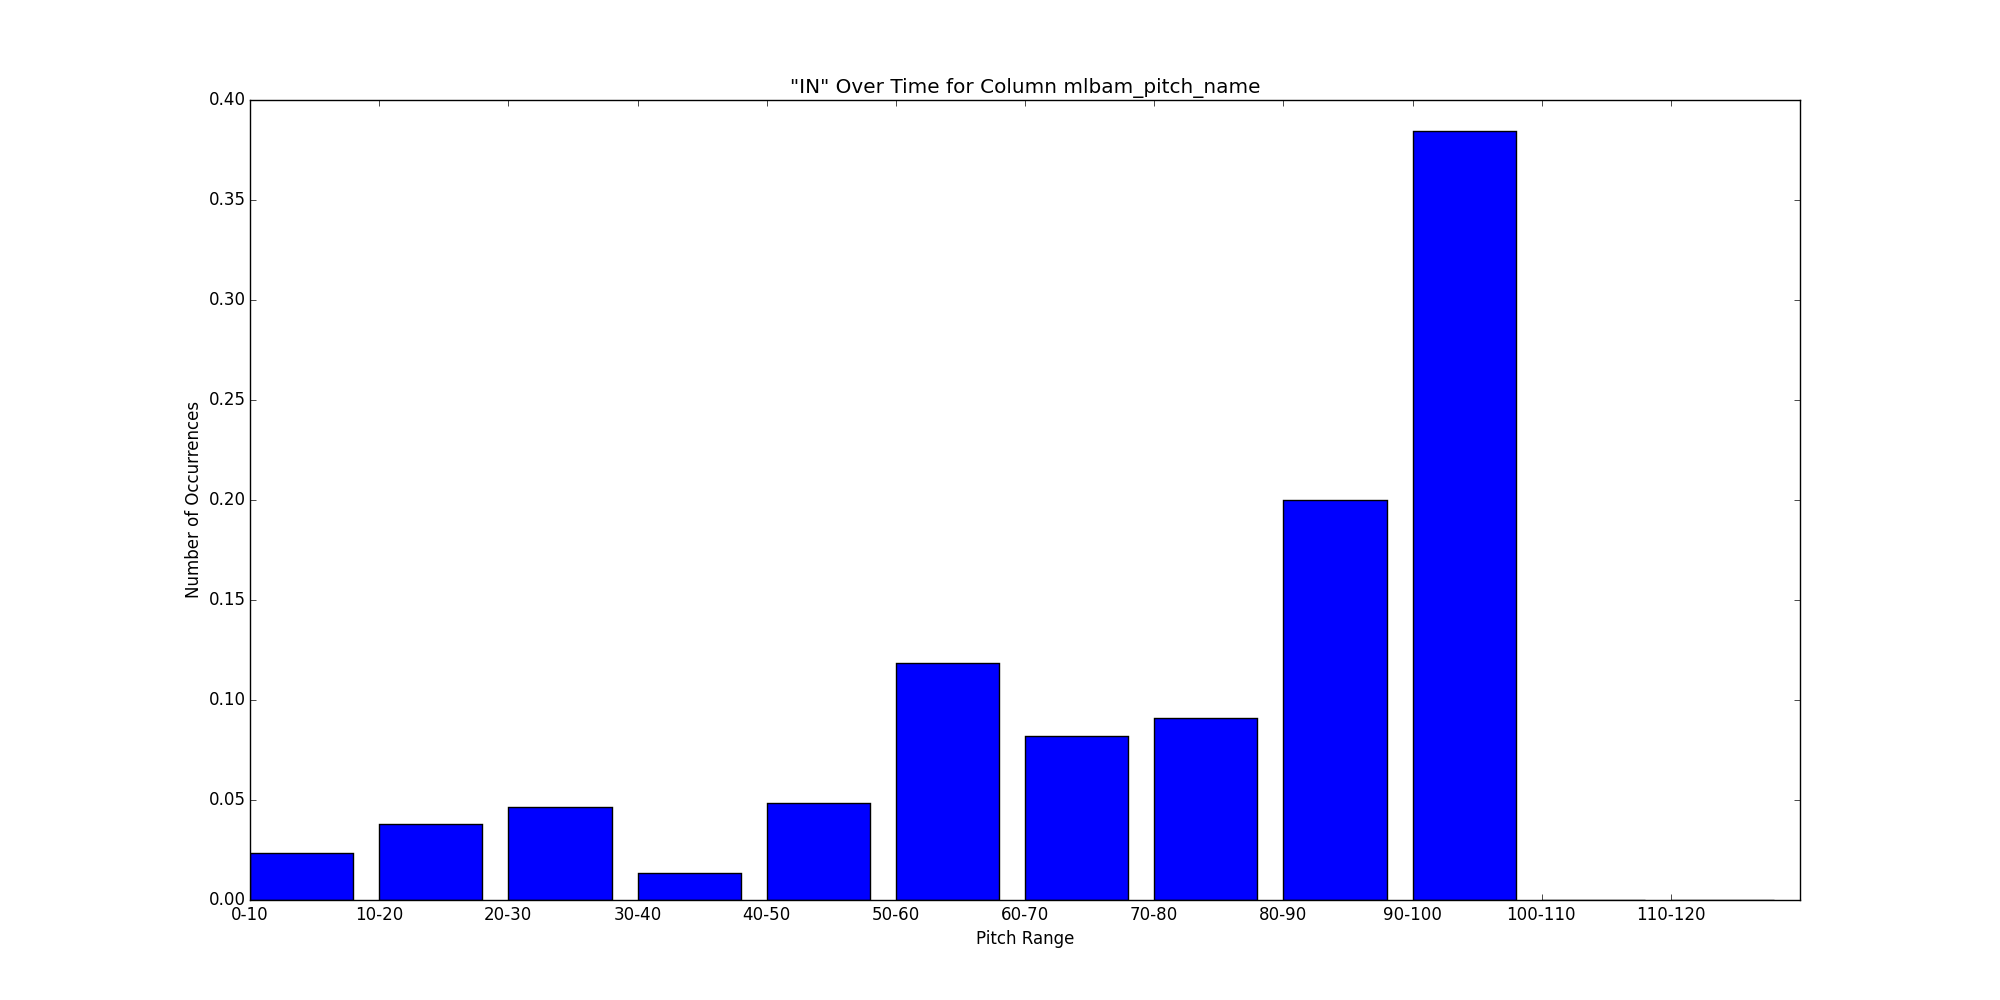 "IN" Over Time for Column mlbam_pitch_name
0.40
0.35
0.30
0.25
0.20
0.15
0.10
0.05
0.00
Number of Occurrences
0-10 10-20 20-30 30-40 40-50 50-60 60-70 70-80 80-90 90-100 100-110 110-120
Pitch Range